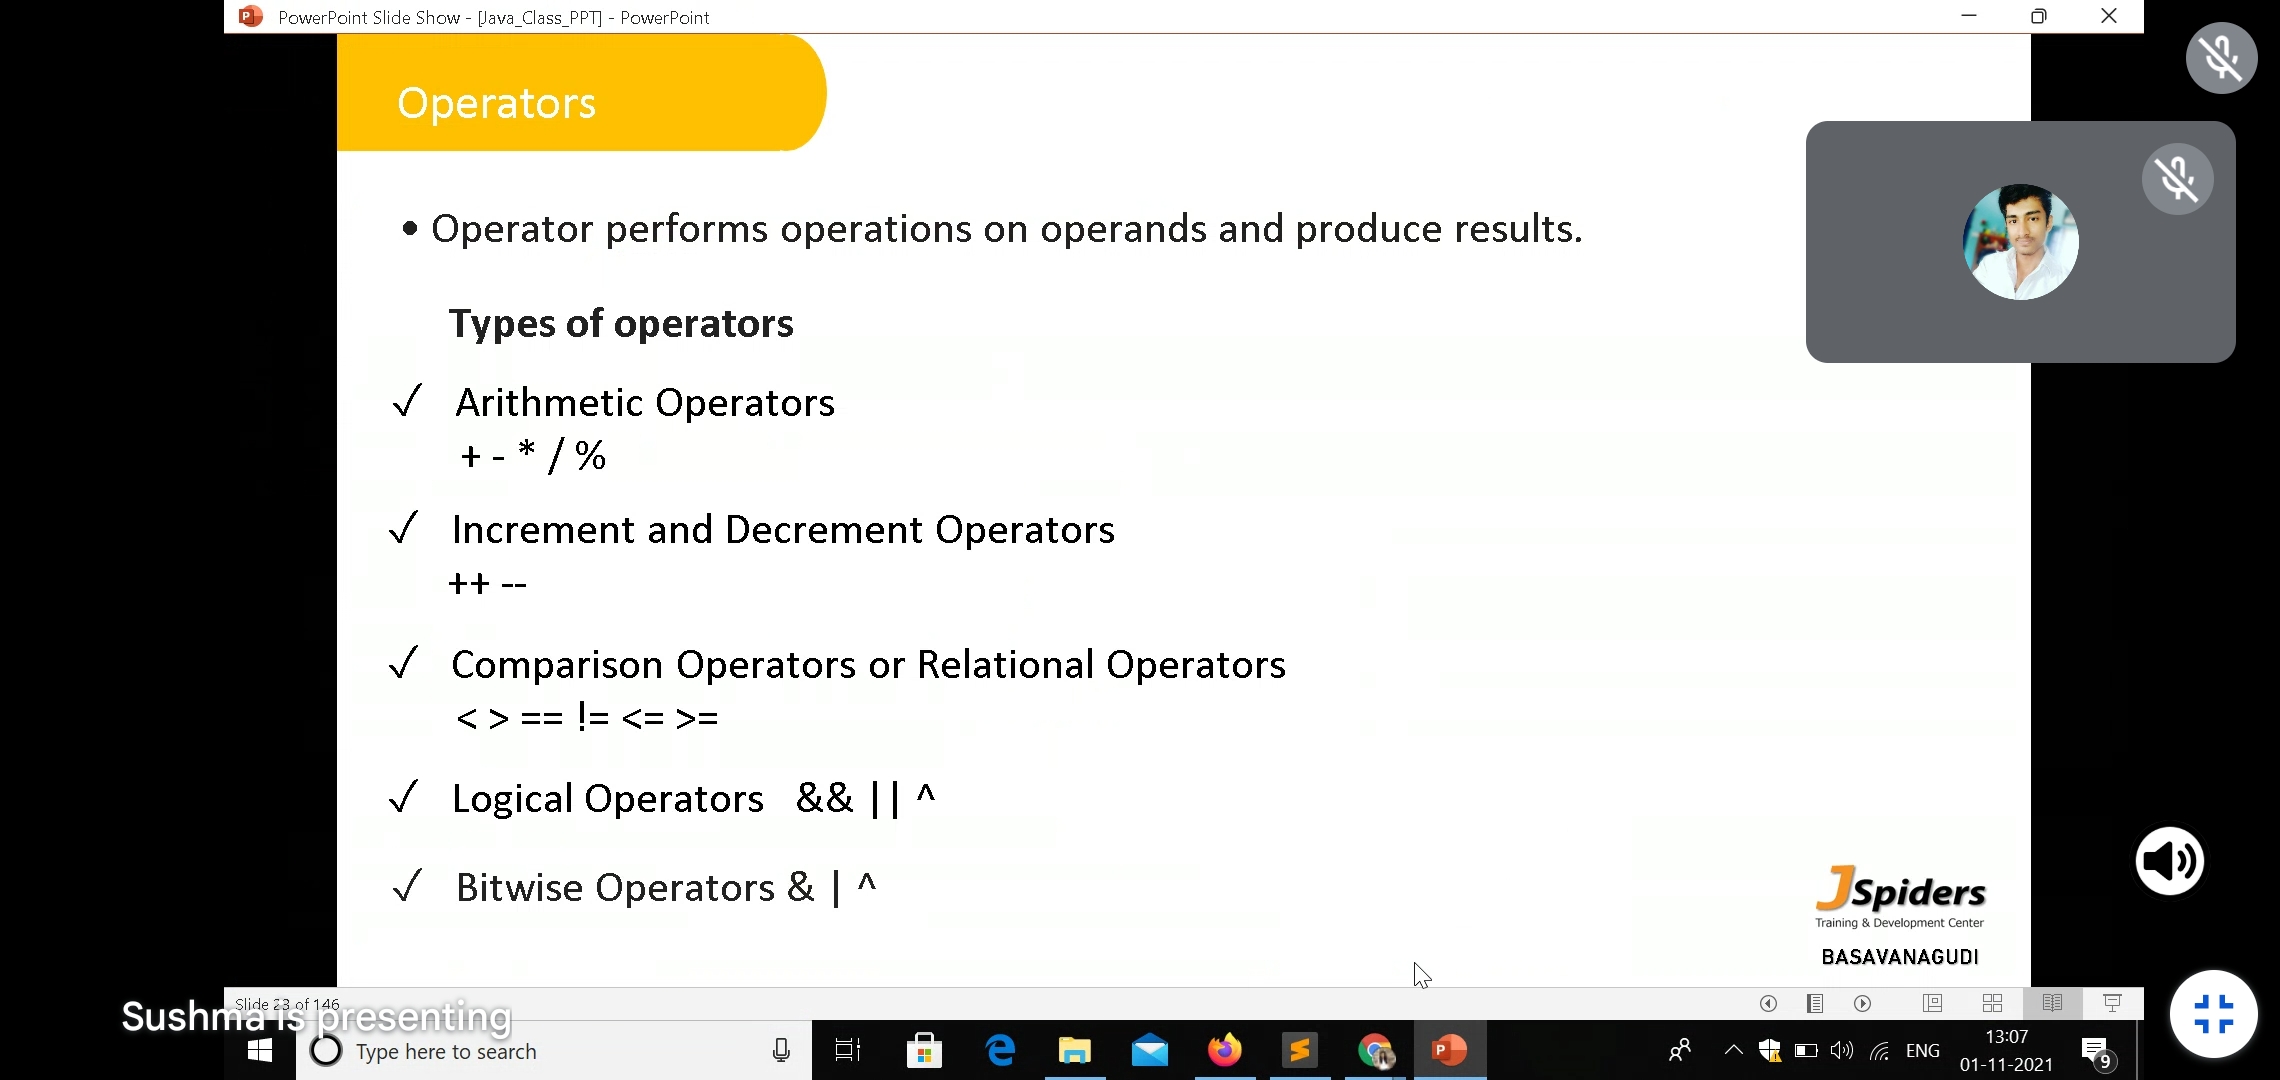 PowerPoint Slide Show - [Java_Class_PPT] - PowerPoint
Operators
• Operator performs operations on operands and produce results.
Types of operators
✓ Arithmetic Operators
+ - * / %
✓ Increment and Decrement Operators
++ --
✓ Comparison Operators or Relational Operators
< > == != <= >=
✓ Logical Operators && || ^
✓ Bitwise Operators & | ^
JSpiders
Training & Development Center
BASAVANAGUDI
Slide 23 of 146
Sushma is presenting
Type here to search
ENG
13:07
01-11-2021
9